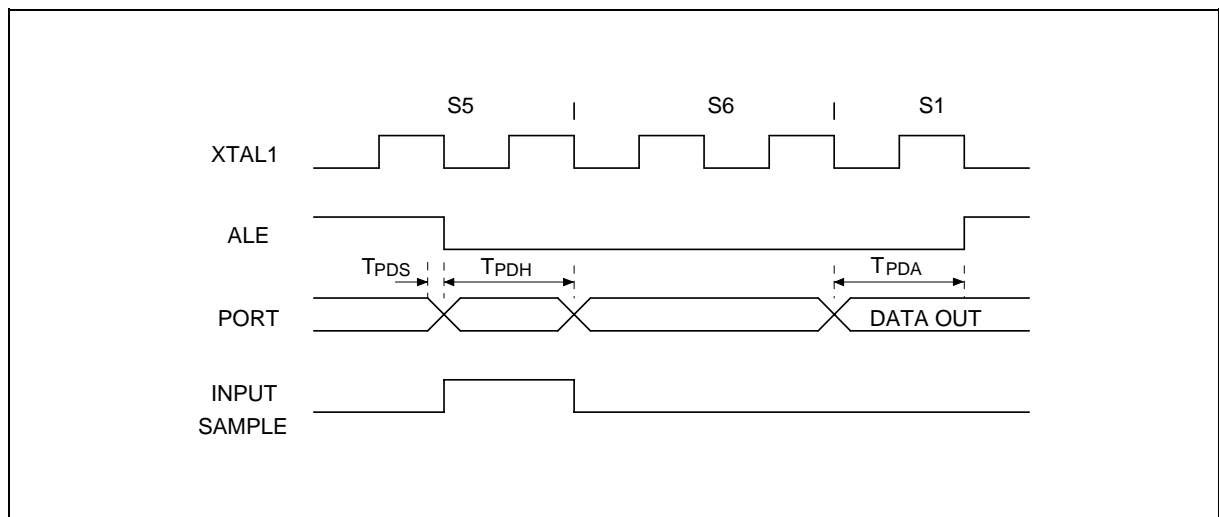 S5 | S6 | S1
XTAL1
ALE
TPDS TPDH TPDA
PORT DATA OUT
INPUT
SAMPLE